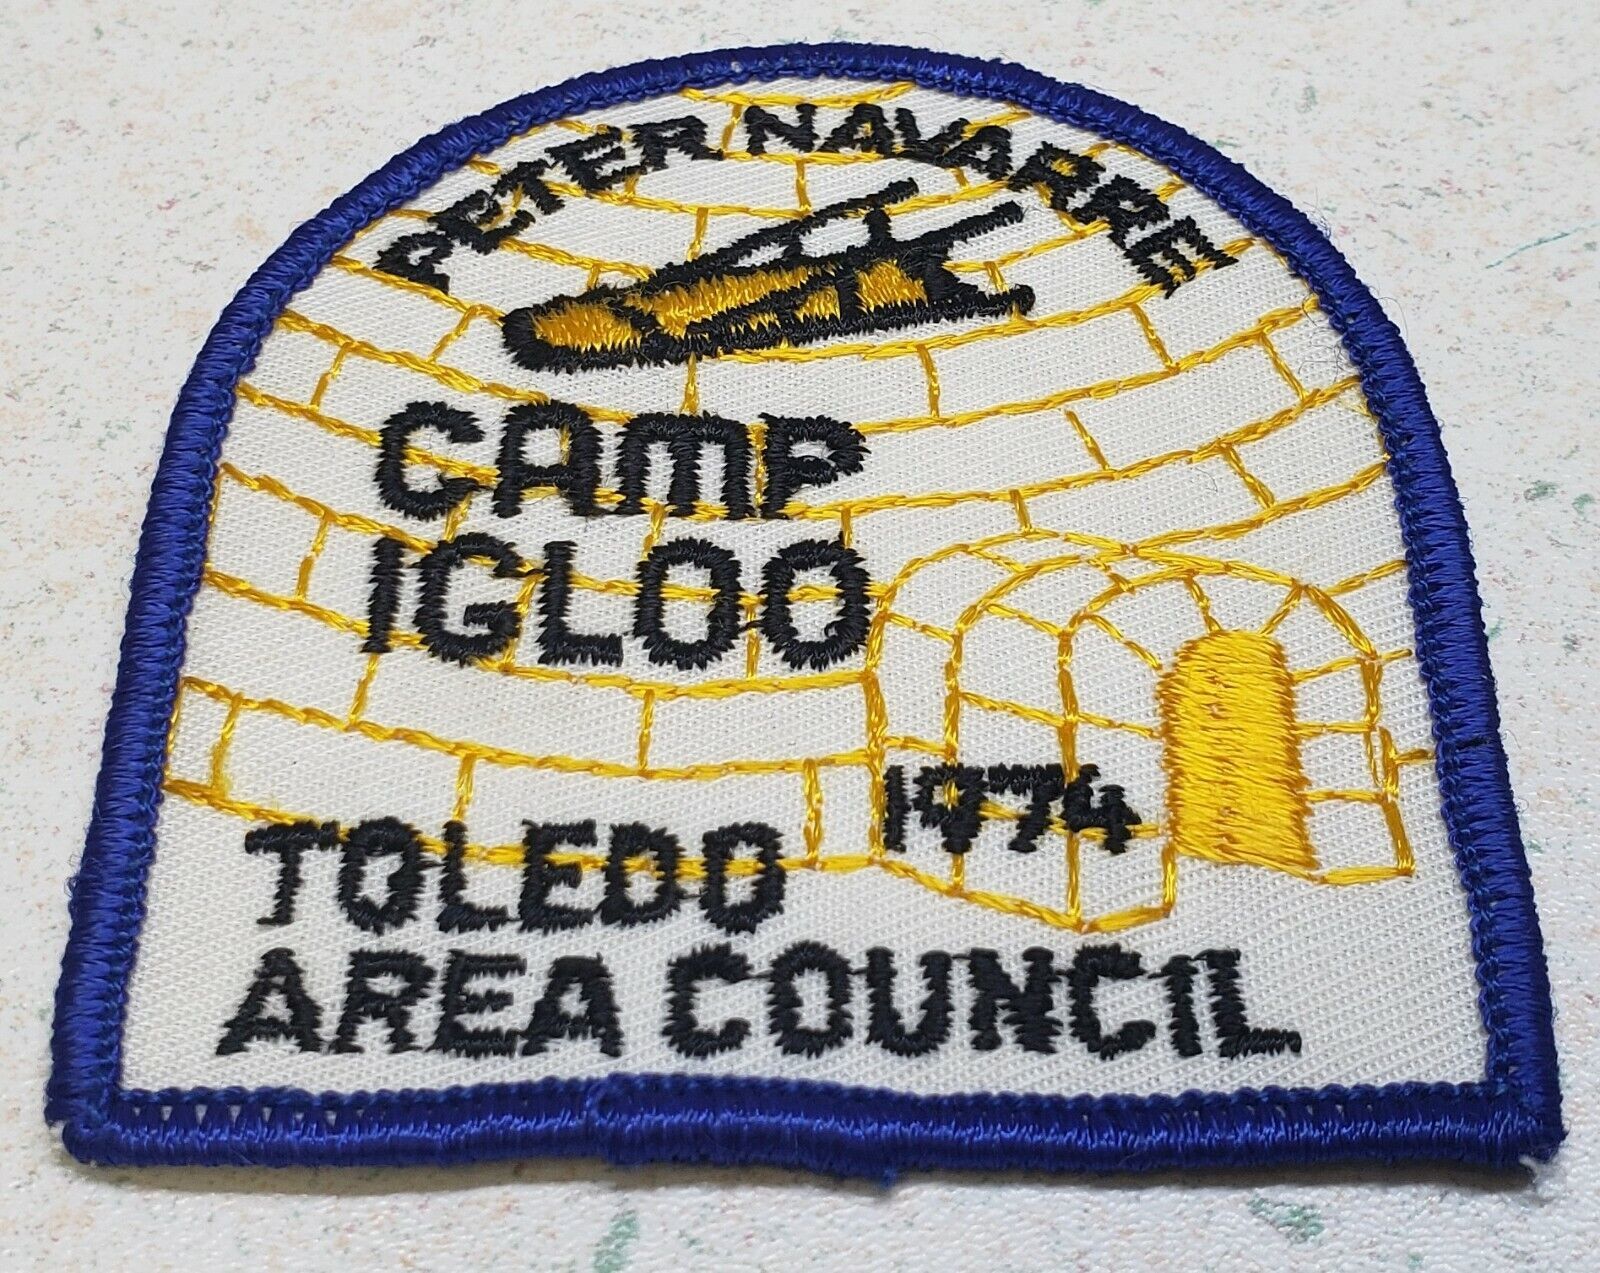 PETER NAVARRE
CAMP
IGLOO
1974
TOLEDO
AREA COUNCIL